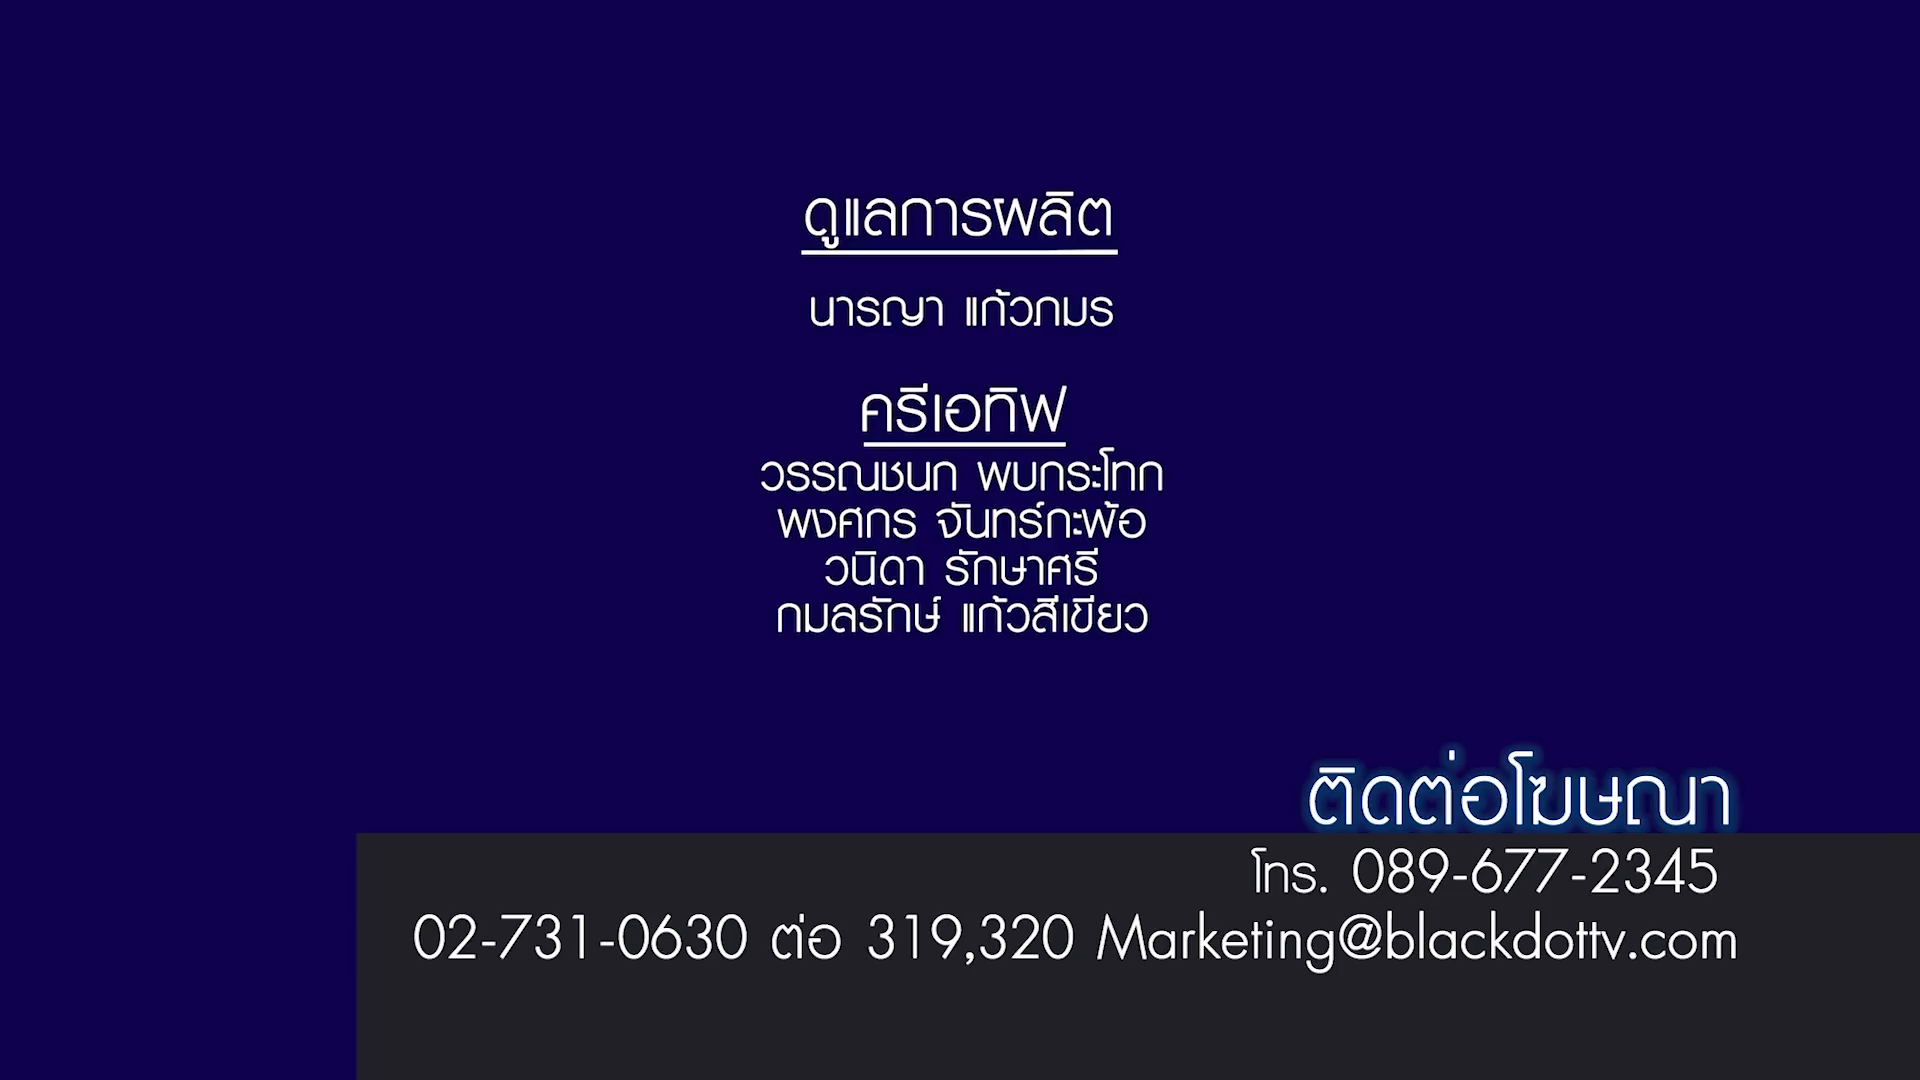 ดูแลการผลิต
นารญา แก้วภมร
ครีเอทิฟ
วรรณชนก พบกระโทก
พงศกร จันทร์กะพ้อ
วนิดา รักษาศรี
กมลรักษ์ แก้วสีเขียว
ติดต่อโฆษณา
โทร. 089-677-2345
02-731-0630 ต่อ 319,320 Marketing@blackdottv.com